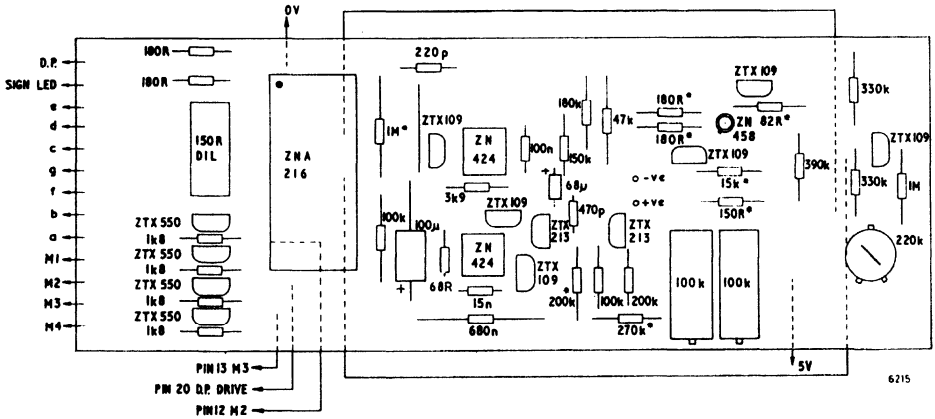 0V
D.P.
SIGN LED
e
d
c
g
f
b
a
M1
M2
M3
M4
180R
180R
150R
DIL
ZTX 550
1k8
ZTX 550
1k8
ZTX 550
1k8
ZTX 550
1k8
ZNA
216
220p
1M*
ZTX109
ZN
424
3k9
100k
100μ
+
68R
ZTX109
ZN
424
15n
680n
ZTX
109
100n
150k
180k
47k
+
68μ
470p
ZTX
213
ZTX
213
-ve
+ve
*
200k
100k
200k
270k*
180R*
180R*
ZTX 109
82R*
ZN
458
ZTX109
15k*
150R*
390k
100k
100k
330k
ZTX109
330k
1M
220k
5V
PIN 13 M3
PIN 20 D.P. DRIVE
PIN12 M2
6215